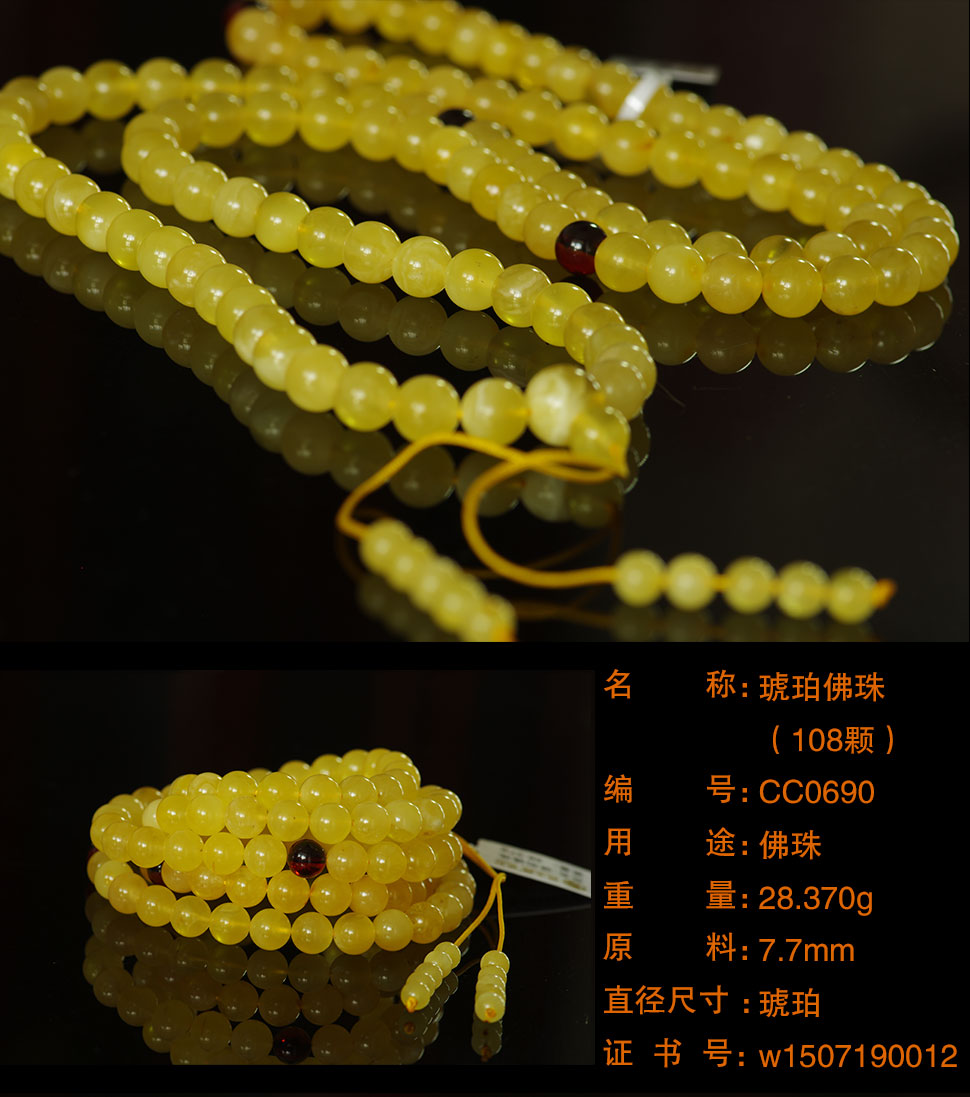 名 称：琥珀佛珠
（108颗）
编 号：CC0690
用 途：佛珠
重 量：28.370g
原 料：7.7mm
直径尺寸：琥珀
证 书 号：w1507190012